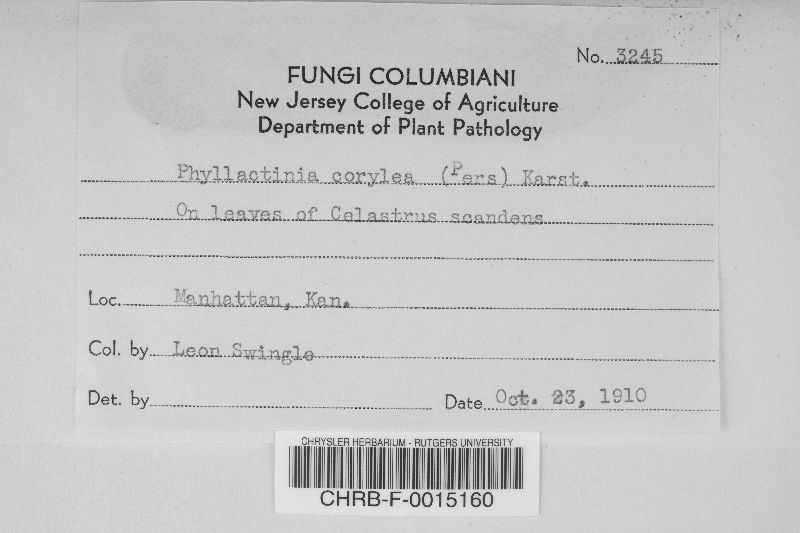 No. 3245
FUNGI COLUMBIANI
New Jersey College of Agriculture
Department of Plant Pathology
Phyllactinia corylea (Pers) Karst.
On leaves of Celastrus scandens
Loc. Manhattan, Kan.
Col. by Leon Swingle
Det. by
Date Oct. 23, 1910
CHRYSLER HERBARIUM - RUTGERS UNIVERSITY
CHRB-F-0015160